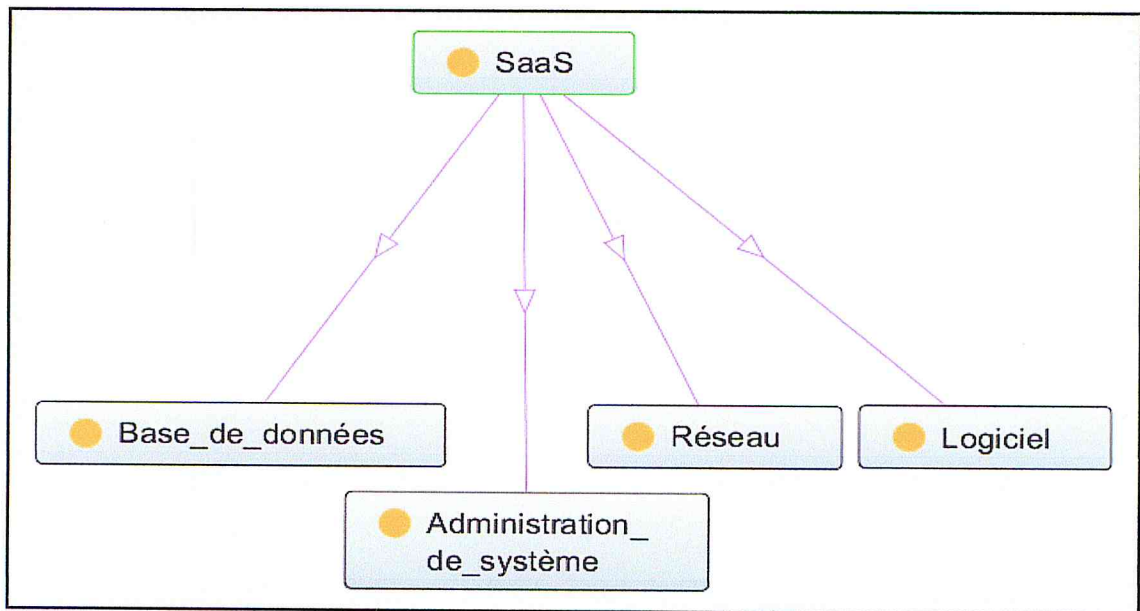 SaaS
Base_de_données
Réseau
Logiciel
Administration_
de_système